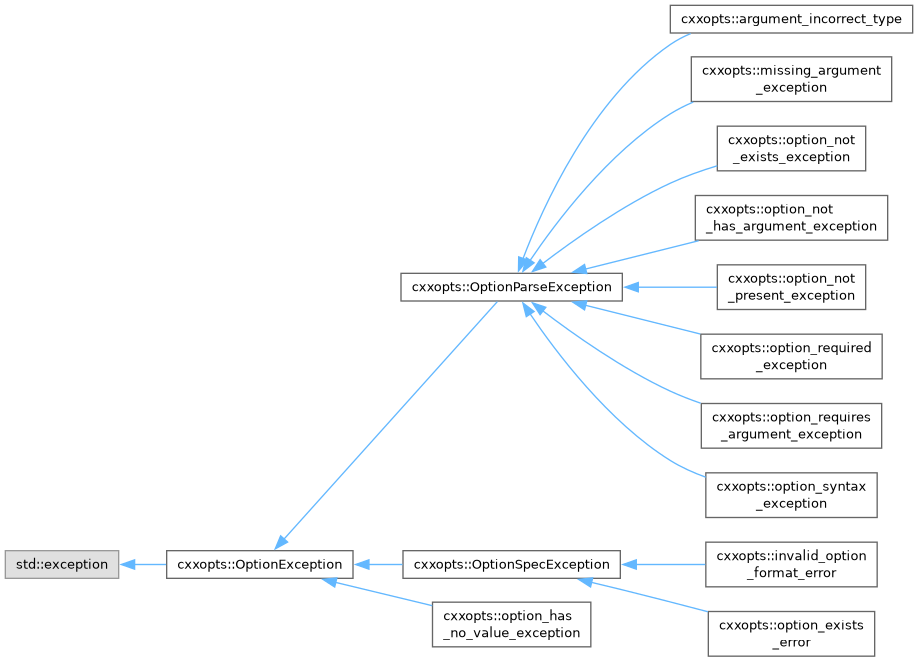 cxxopts::argument_incorrect_type
cxxopts::missing_argument
_exception
cxxopts::option_not
_exists_exception
cxxopts::option_not
_has_argument_exception
cxxopts::OptionParseException
cxxopts::option_not
_present_exception
cxxopts::option_required
_exception
cxxopts::option_requires
_argument_exception
cxxopts::option_syntax
_exception
std::exception
cxxopts::OptionException
cxxopts::OptionSpecException
cxxopts::invalid_option
_format_error
cxxopts::option_has
_no_value_exception
cxxopts::option_exists
_error